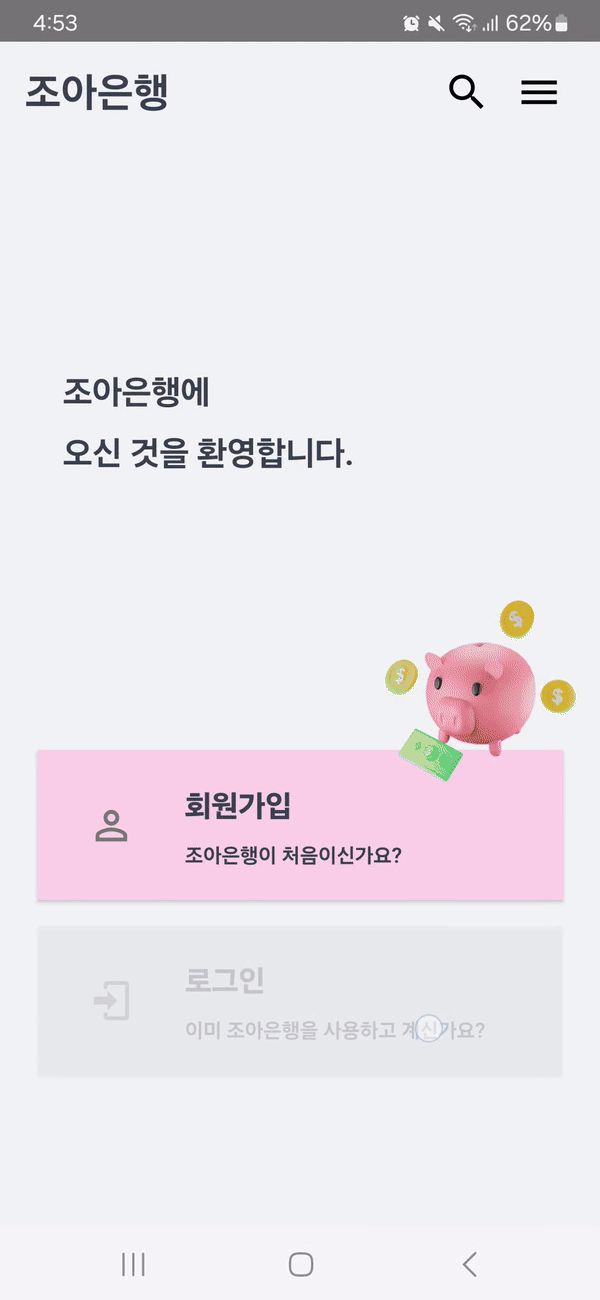 4:53
62%
조아은행
조아은행에
오신 것을 환영합니다.
회원가입
조아은행이 처음이신가요?
로그인
이미 조아은행을 사용하고 계신가요?